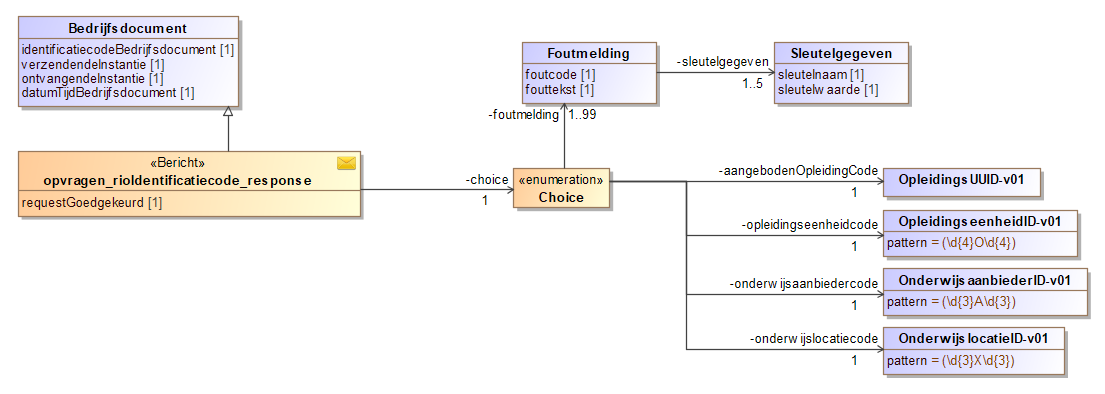 Bedrijfsdocument
identificatiecodeBedrijfsdocument [1]
verzendendeInstantie [1]
ontvangendeInstantie [1]
datumTijdBedrijfsdocument [1]
«Bericht»
opvragen_rioIdentificatiecode_response
requestGoedgekeurd [1]
-choice
1
«enumeration»
Choice
-foutmelding
1..99
Foutmelding
foutcode [1]
fouttekst [1]
-sleutelgegeven
1..5
Sleutelgegeven
sleutelnaam [1]
sleutelwaarde [1]
-aangebodenOpleidingCode
1
OpleidingsUUID-v01
-opleidingseenheidcode
1
OpleidingseenheidID-v01
pattern = (\d{4}O\d{4})
-onderwijsaanbiedercode
1
OnderwijsaanbiederID-v01
pattern = (\d{3}A\d{3})
-onderwijslocatiecode
1
OnderwijslocatieID-v01
pattern = (\d{3}X\d{3})